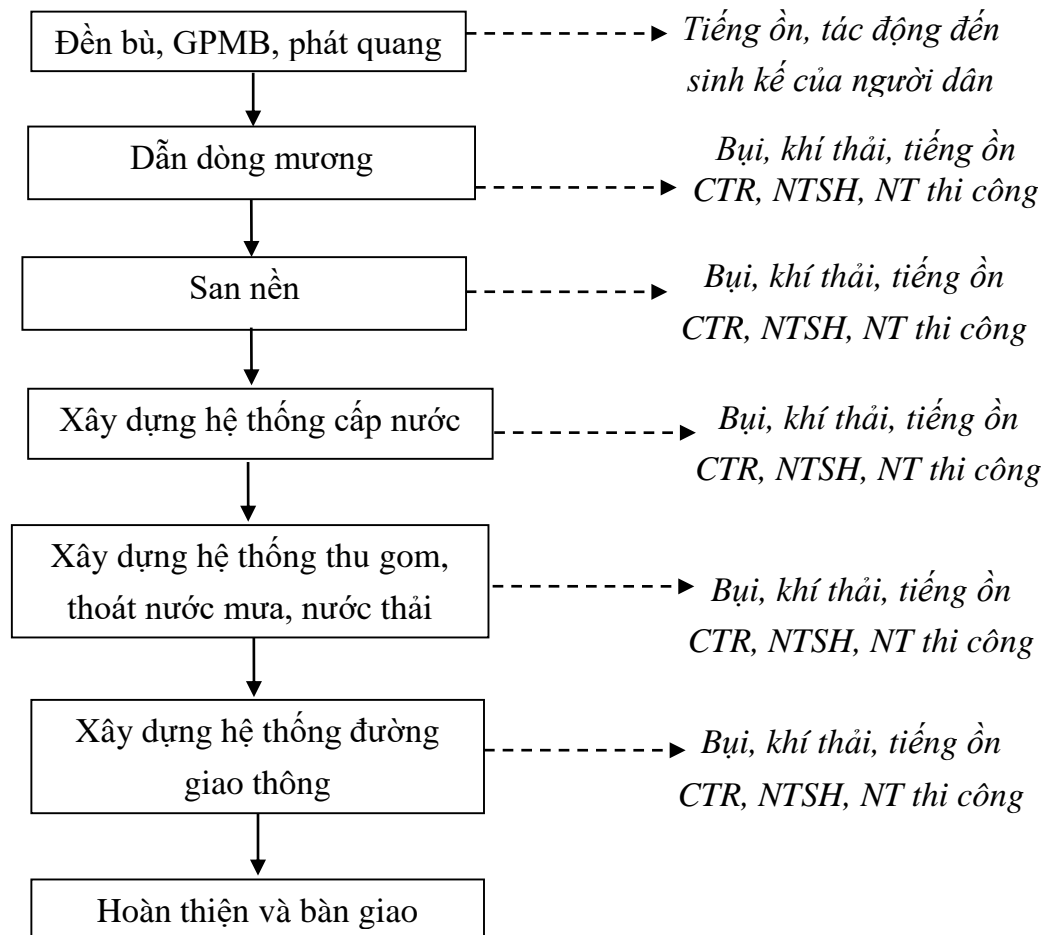 Đền bù, GPMB, phát quang
Tiếng ồn, tác động đến
sinh kế của người dân
Dẫn dòng mương
Bụi, khí thải, tiếng ồn
CTR, NTSH, NT thi công
San nền
Bụi, khí thải, tiếng ồn
CTR, NTSH, NT thi công
Xây dựng hệ thống cấp nước
Bụi, khí thải, tiếng ồn
CTR, NTSH, NT thi công
Xây dựng hệ thống thu gom,
thoát nước mưa, nước thải
Bụi, khí thải, tiếng ồn
CTR, NTSH, NT thi công
Xây dựng hệ thống đường
giao thông
Bụi, khí thải, tiếng ồn
CTR, NTSH, NT thi công
Hoàn thiện và bàn giao